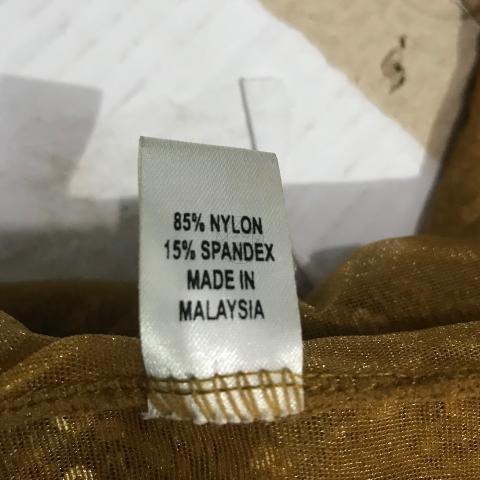 85% NYLON
15% SPANDEX
MADE IN
MALAYSIA